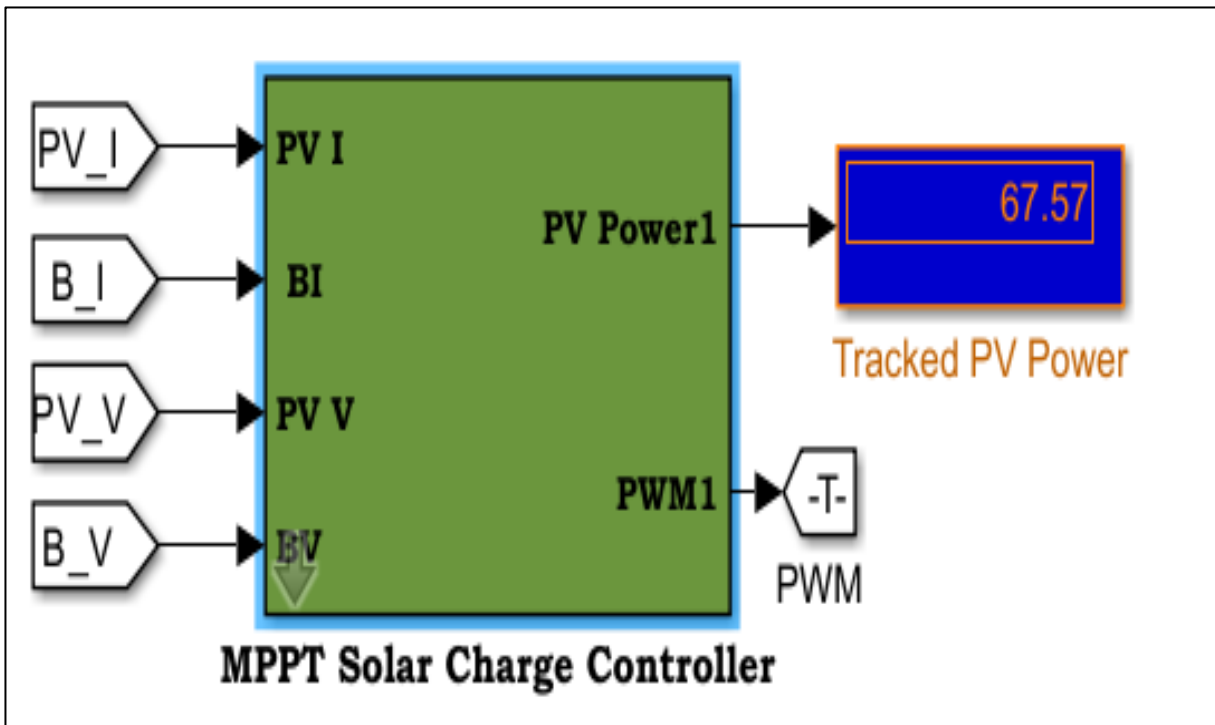 PV_I
PV I
B_I
BI
PV_V
PV V
B_V
BV
PV Power1
67.57
Tracked PV Power
PWM1
-T-
PWM
MPPT Solar Charge Controller